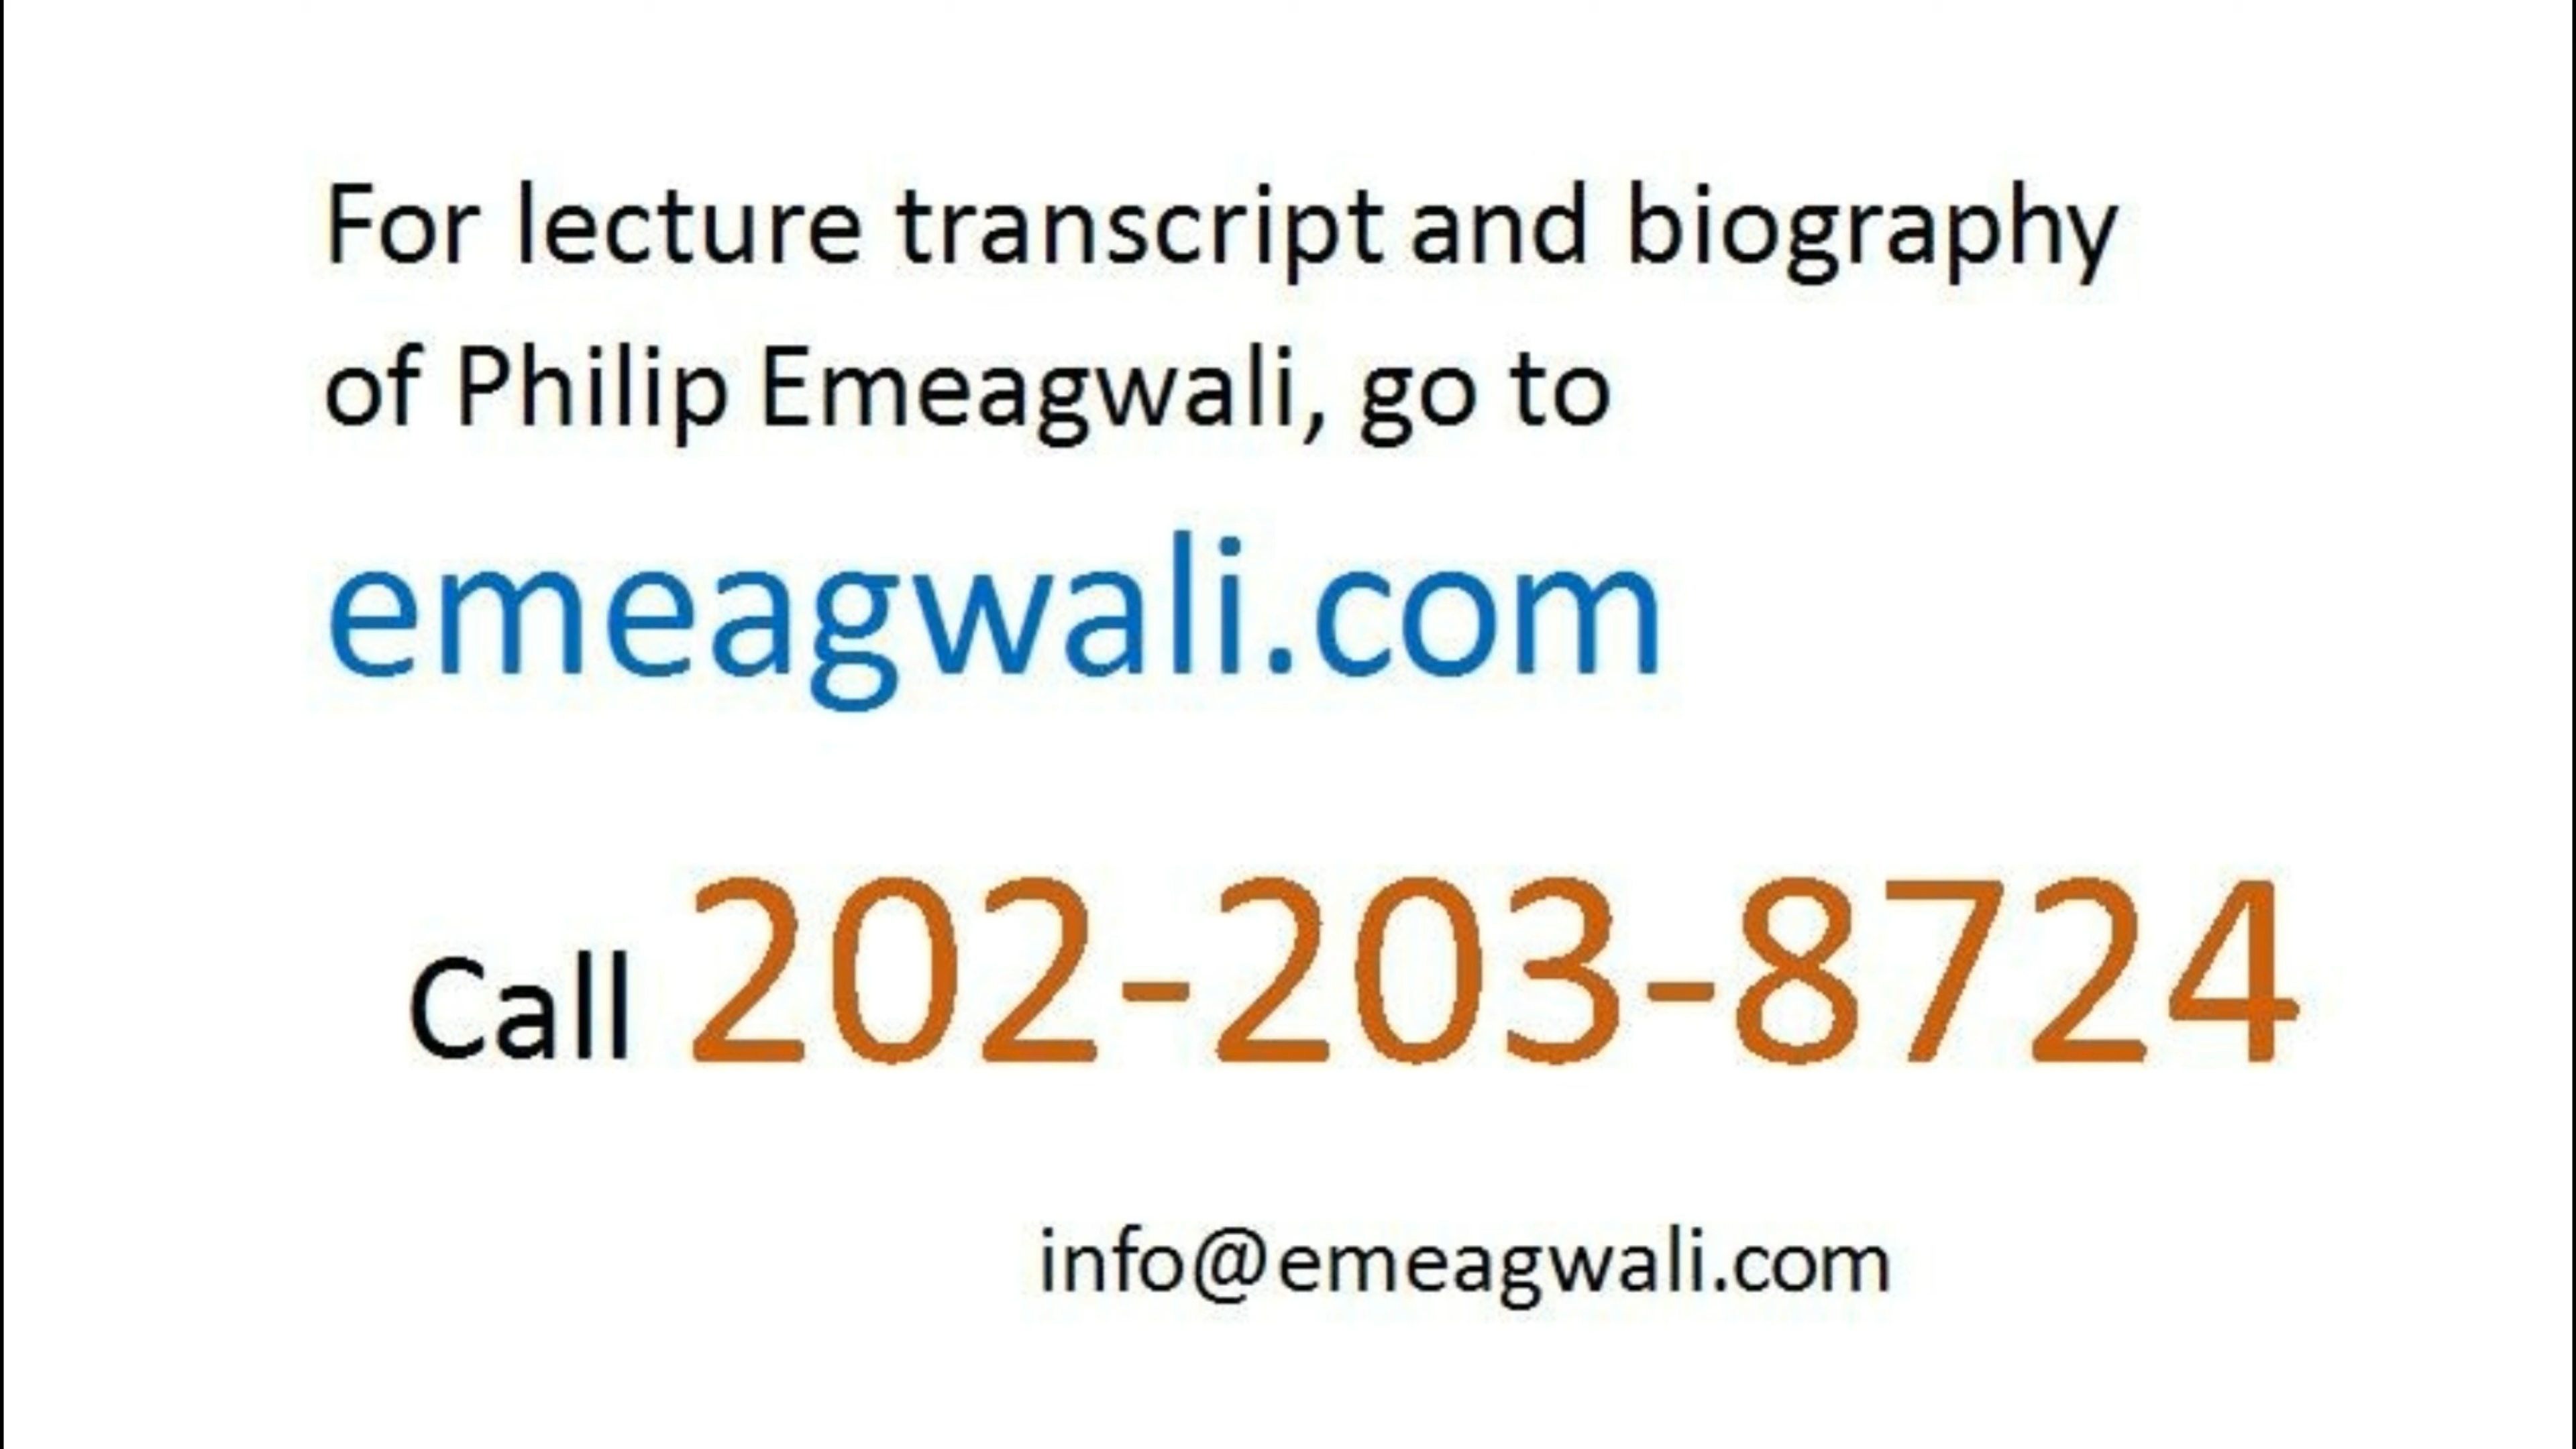 For lecture transcript and biography
of Philip Emeagwali, go to
emeagwali.com
Call 202-203-8724
info@emeagwali.com